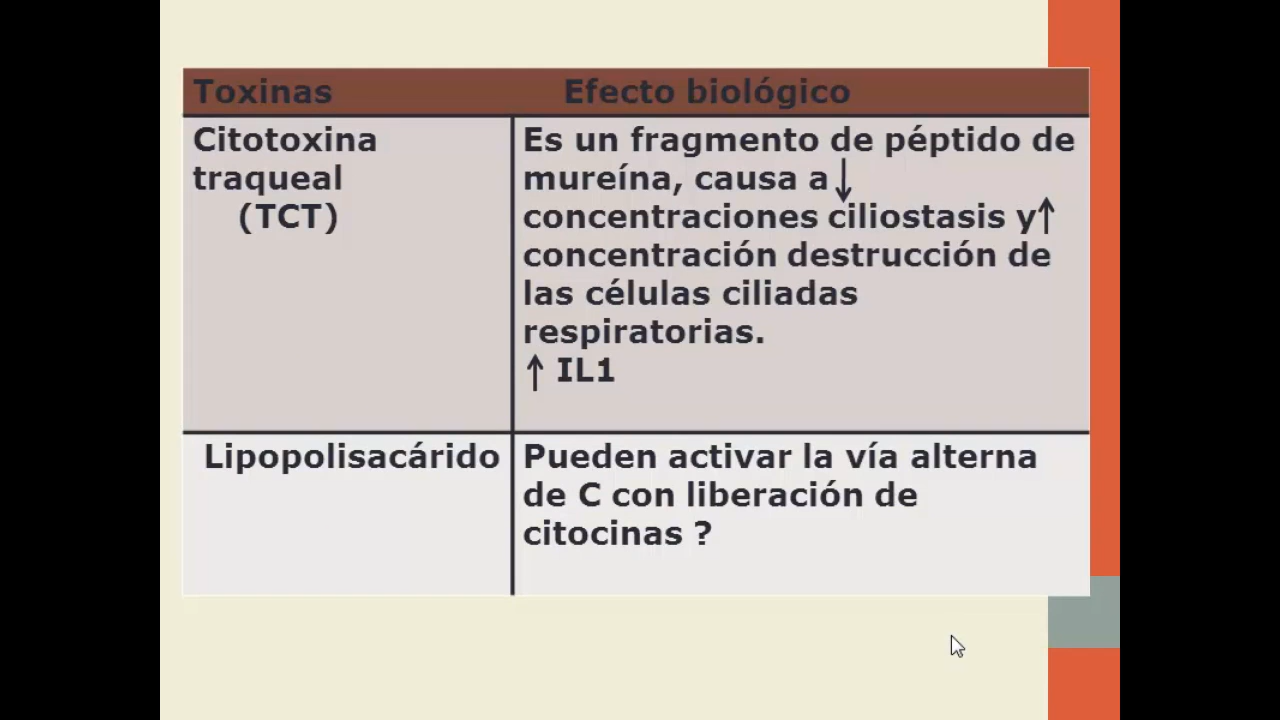 Toxinas Efecto biológico
Citotoxina
traqueal
(TCT)
Es un fragmento de péptido de
mureína, causa a↓
concentraciones ciliostasis y↑
concentración destrucción de
las células ciliadas
respiratorias.
↑ IL1
Lipopolisacárido
Pueden activar la vía alterna
de C con liberación de
citocinas ?